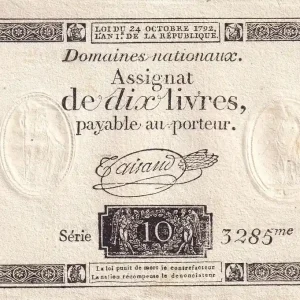 LOI DU 24 OCTOBRE 1792,
L'AN 1.er DE LA RÉPUBLIQUE.
Domaines nationaux.
Assignat
de dix livres,
payable au porteur.
Taisaud
Série 10 3285me
La loi punit de mort le contrefacteur
La nation récompense le dénonciateur